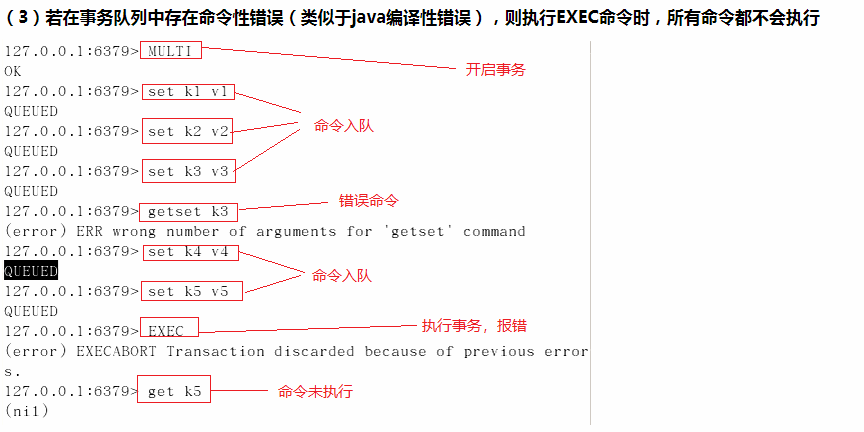 （3）若在事务队列中存在命令性错误（类似于java编译性错误），则执行EXEC命令时，所有命令都不会执行
127.0.0.1:6379> MULTI
开启事务
OK
127.0.0.1:6379> set k1 v1
QUEUED
命令入队
127.0.0.1:6379> set k2 v2
QUEUED
127.0.0.1:6379> set k3 v3
QUEUED
错误命令
127.0.0.1:6379> getset k3
(error) ERR wrong number of arguments for 'getset' command
127.0.0.1:6379> set k4 v4
QUEUED
命令入队
127.0.0.1:6379> set k5 v5
QUEUED
127.0.0.1:6379> EXEC
执行事务，报错
(error) EXECABORT Transaction discarded because of previous error
s.
127.0.0.1:6379> get k5
命令未执行
(nil)